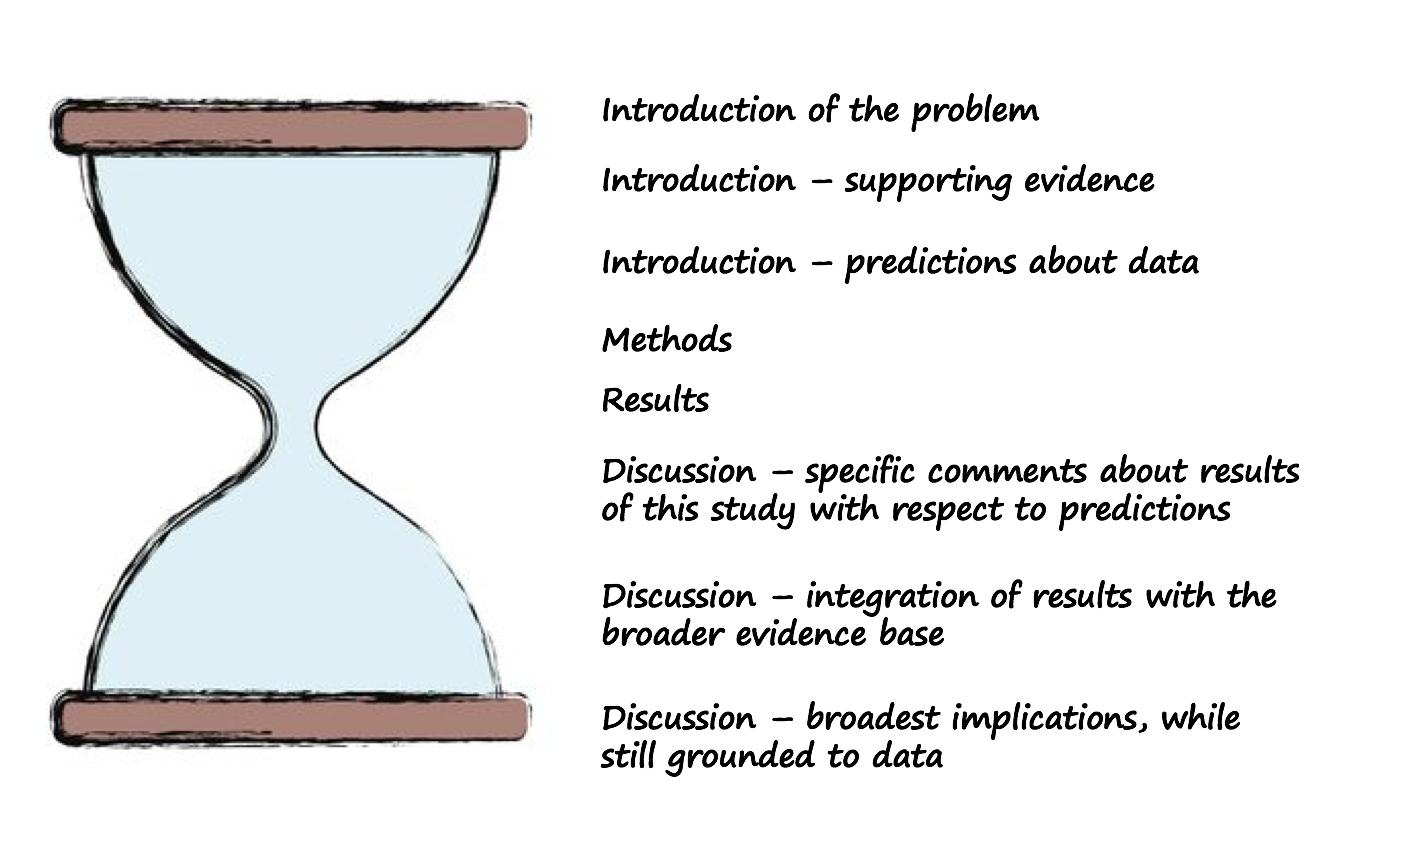 Introduction of the problem
Introduction – supporting evidence
Introduction – predictions about data
Methods
Results
Discussion – specific comments about results
of this study with respect to predictions
Discussion – integration of results with the
broader evidence base
Discussion – broadest implications, while
still grounded to data